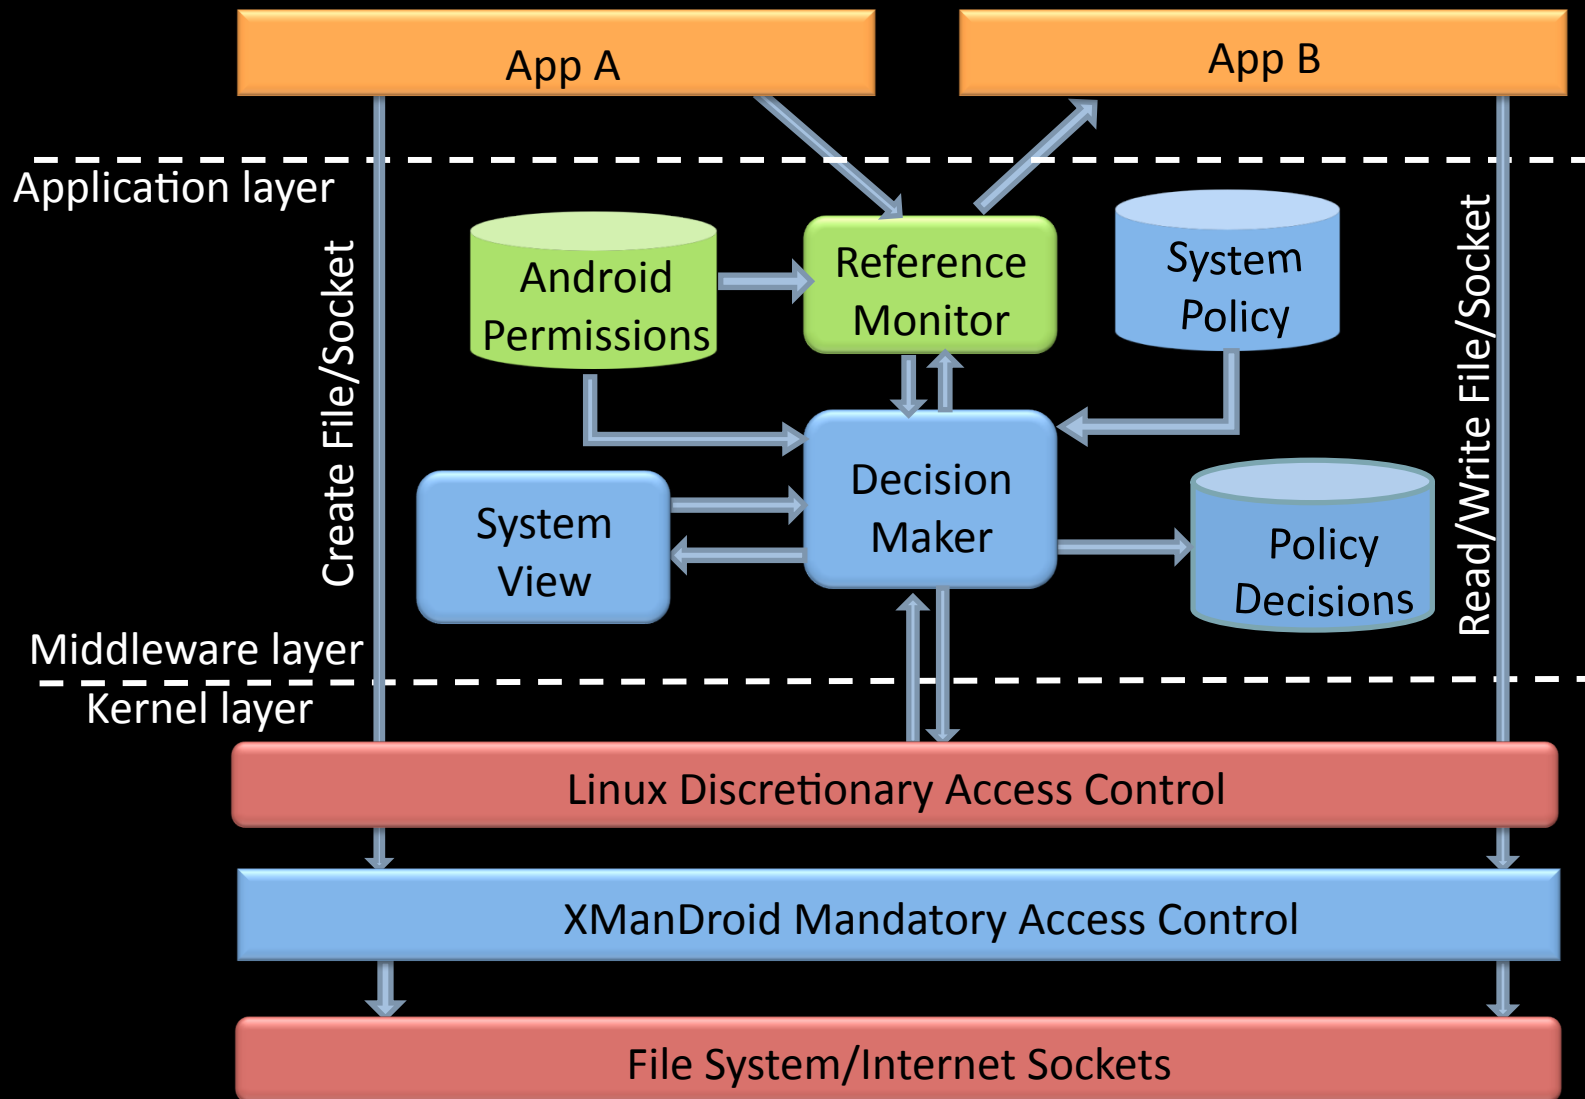 App A
App B
Application layer
Create File/Socket
Android
Permissions
Reference
Monitor
System
Policy
Read/Write File/Socket
System
View
Decision
Maker
Policy
Decisions
Middleware layer
Kernel layer
Linux Discretionary Access Control
XManDroid Mandatory Access Control
File System/Internet Sockets